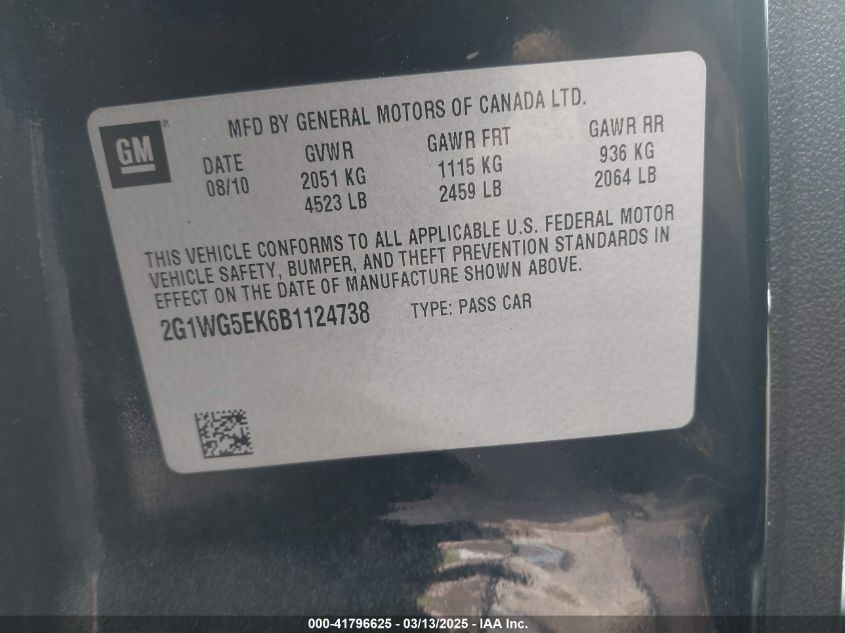 GM
MFD BY GENERAL MOTORS OF CANADA LTD.
DATE GVWR GAWR FRT GAWR RR
08/10 2051 KG 1115 KG 936 KG
4523 LB 2459 LB 2064 LB
THIS VEHICLE CONFORMS TO ALL APPLICABLE U.S. FEDERAL MOTOR
VEHICLE SAFETY, BUMPER, AND THEFT PREVENTION STANDARDS IN
EFFECT ON THE DATE OF MANUFACTURE SHOWN ABOVE.
2G1WG5EK6B1124738 TYPE: PASS CAR
000-41796625 - 03/13/2025 - IAA Inc.